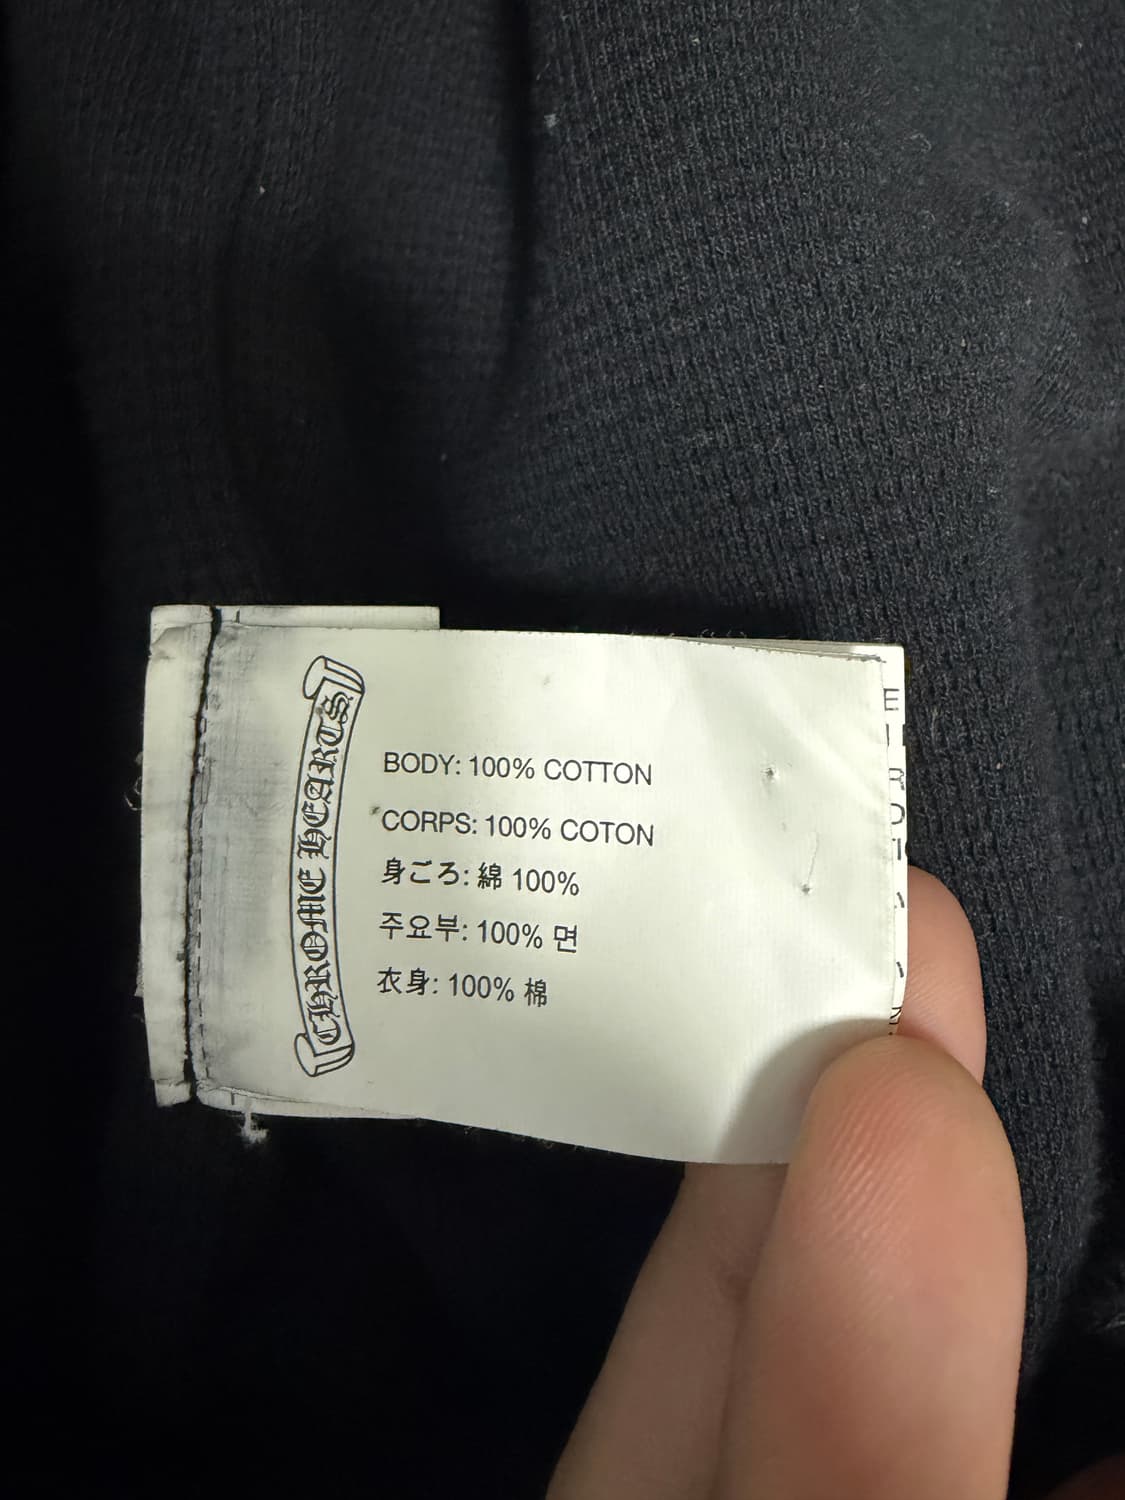 CHROME HEARTS
BODY: 100% COTTON
CORPS: 100% COTON
身ごろ: 綿 100%
주요부: 100% 면
衣身: 100% 棉